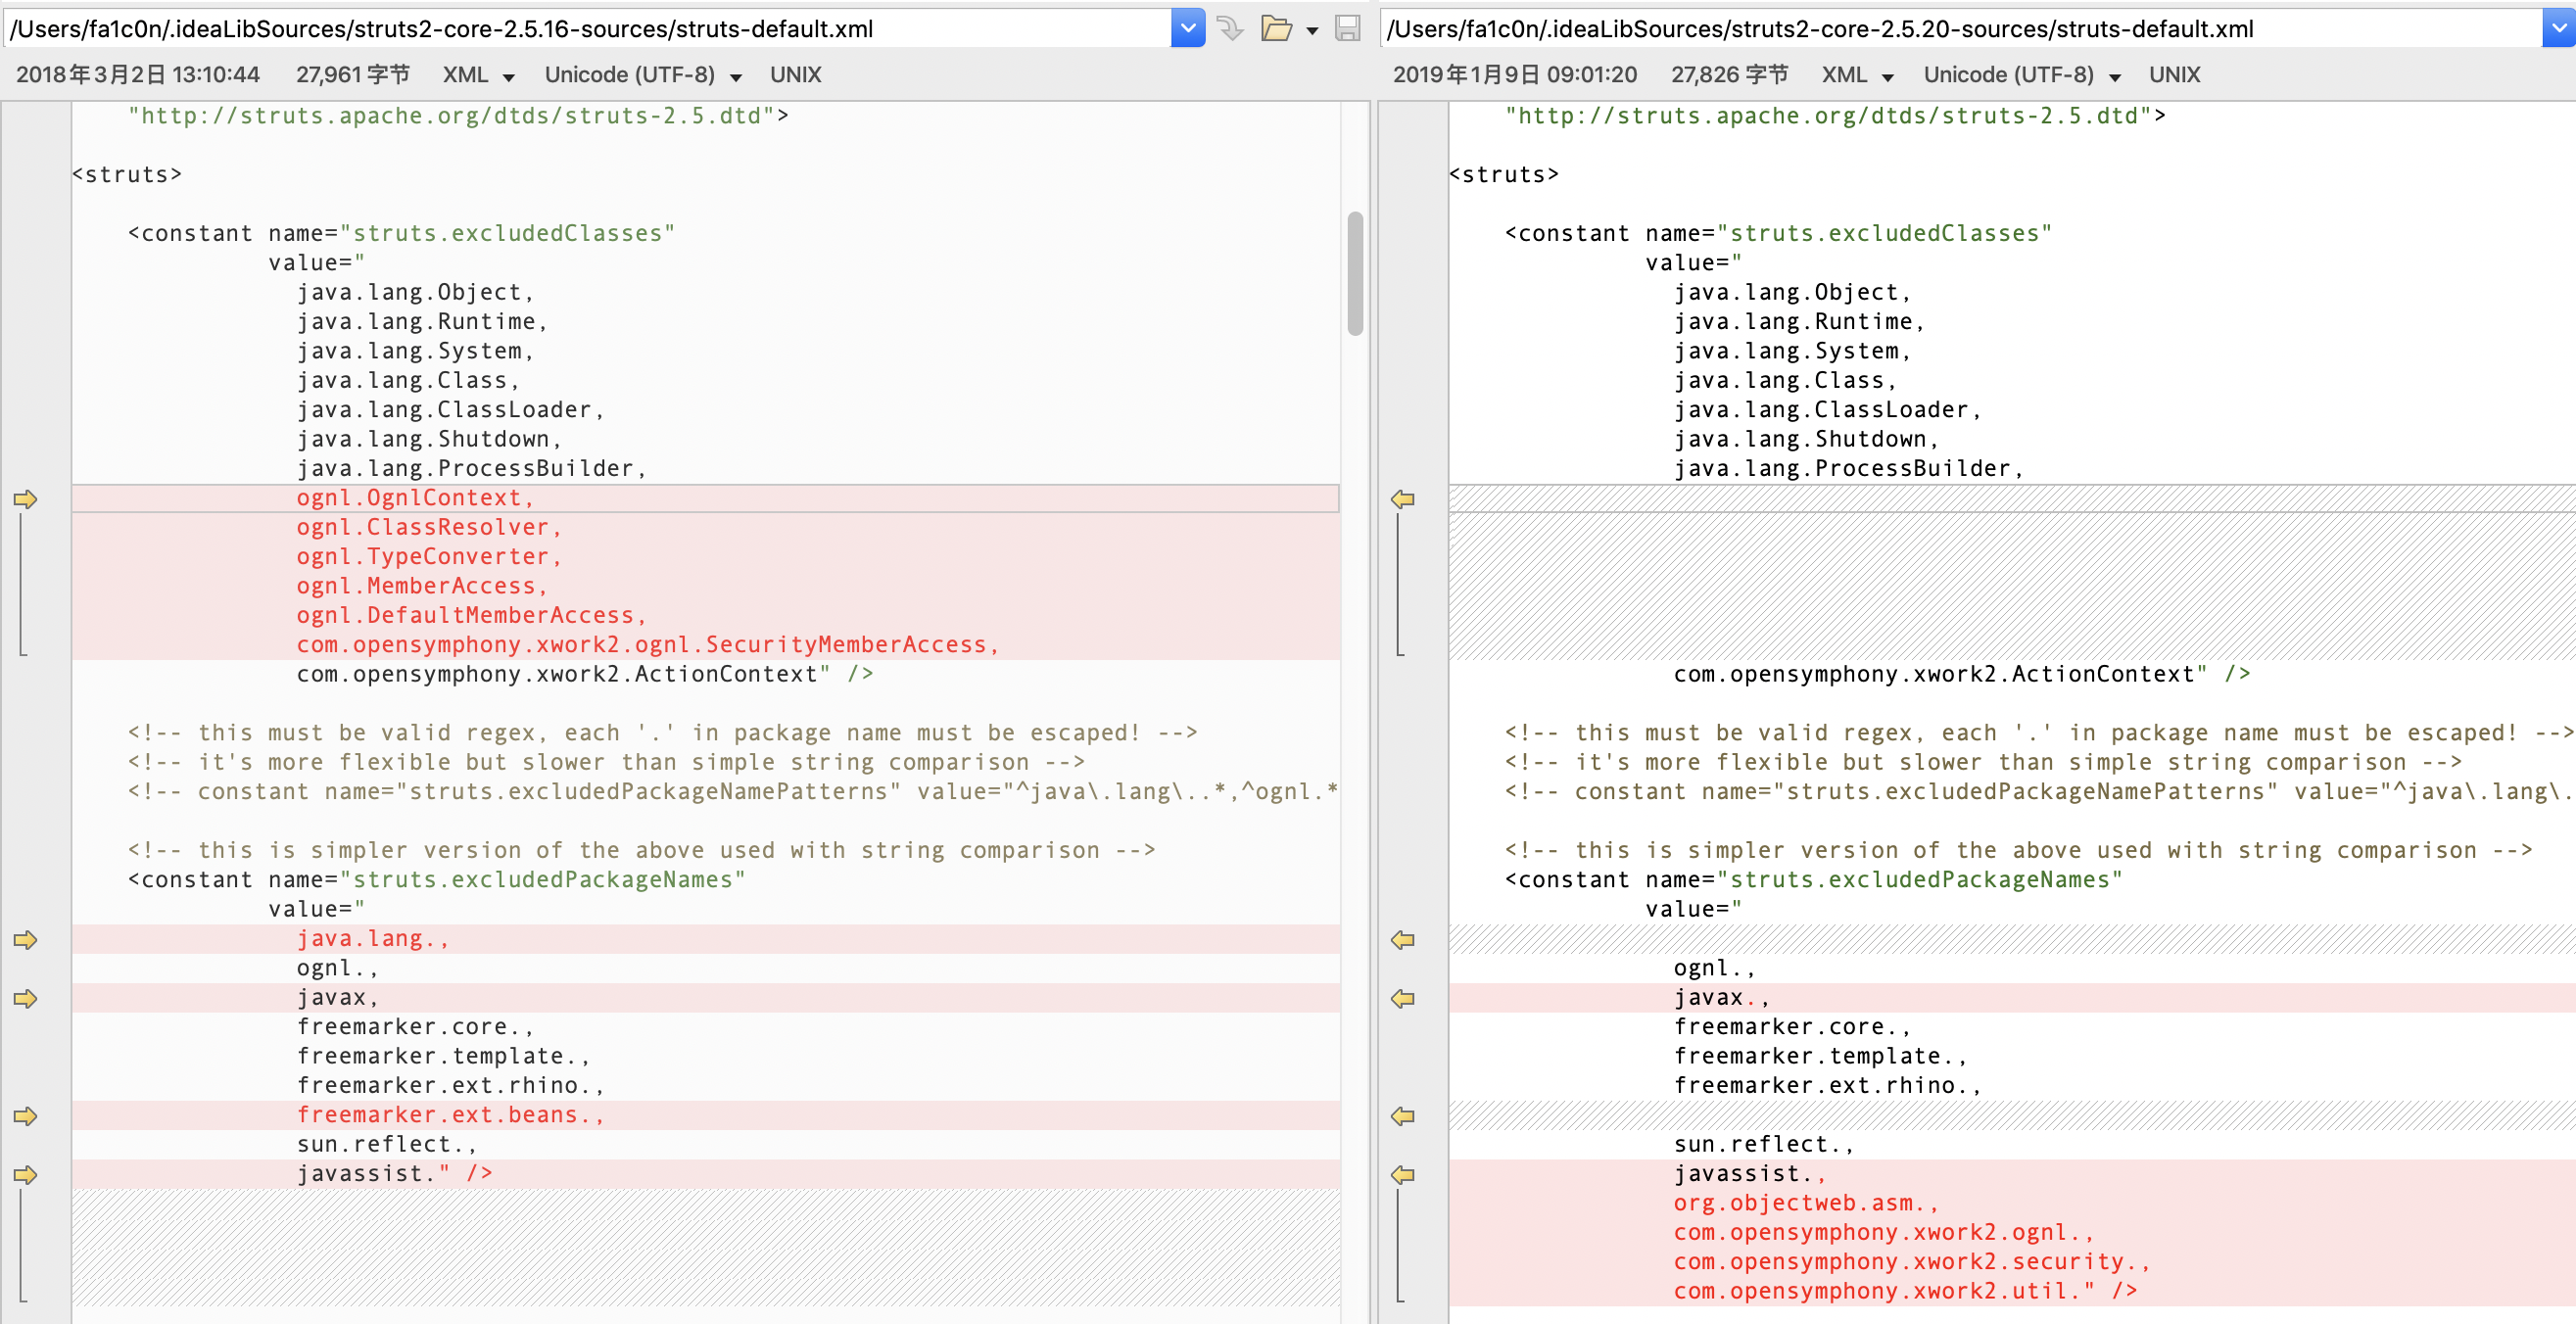 /Users/fa1c0n/.ideaLibSources/struts2-core-2.5.16-sources/struts-default.xml
2018年3月2日 13:10:44 27,961 字节 XML Unicode (UTF-8) UNIX
"http://struts.apache.org/dtds/struts-2.5.dtd">
<struts>
<constant name="struts.excludedClasses"
value="
java.lang.Object,
java.lang.Runtime,
java.lang.System,
java.lang.Class,
java.lang.ClassLoader,
java.lang.Shutdown,
java.lang.ProcessBuilder,
ognl.OgnlContext,
ognl.ClassResolver,
ognl.TypeConverter,
ognl.MemberAccess,
ognl.DefaultMemberAccess,
com.opensymphony.xwork2.ognl.SecurityMemberAccess,
com.opensymphony.xwork2.ActionContext" />
<!-- this must be valid regex, each '.' in package name must be escaped! -->
<!-- it's more flexible but slower than simple string comparison -->
<!-- constant name="struts.excludedPackageNamePatterns" value="^java\.lang\..*,^ognl.*
<!-- this is simpler version of the above used with string comparison -->
<constant name="struts.excludedPackageNames"
value="
java.lang.,
ognl.,
javax,
freemarker.core.,
freemarker.template.,
freemarker.ext.rhino.,
freemarker.ext.beans.,
sun.reflect.,
javassist." />
/Users/fa1c0n/.ideaLibSources/struts2-core-2.5.20-sources/struts-default.xml
2019年1月9日 09:01:20 27,826 字节 XML Unicode (UTF-8) UNIX
"http://struts.apache.org/dtds/struts-2.5.dtd">
<struts>
<constant name="struts.excludedClasses"
value="
java.lang.Object,
java.lang.Runtime,
java.lang.System,
java.lang.Class,
java.lang.ClassLoader,
java.lang.Shutdown,
java.lang.ProcessBuilder,
com.opensymphony.xwork2.ActionContext" />
<!-- this must be valid regex, each '.' in package name must be escaped! -->
<!-- it's more flexible but slower than simple string comparison -->
<!-- constant name="struts.excludedPackageNamePatterns" value="^java\.lang\.
<!-- this is simpler version of the above used with string comparison -->
<constant name="struts.excludedPackageNames"
value="
ognl.,
javax.,
freemarker.core.,
freemarker.template.,
freemarker.ext.rhino.,
sun.reflect.,
javassist.,
org.objectweb.asm.,
com.opensymphony.xwork2.ognl.,
com.opensymphony.xwork2.security.,
com.opensymphony.xwork2.util." />